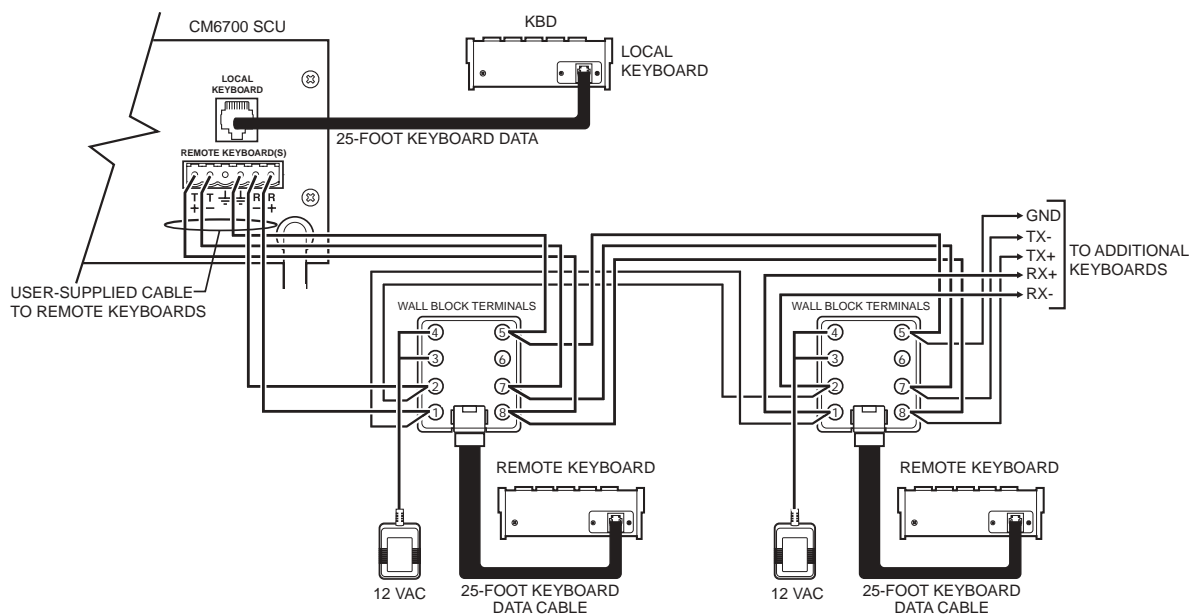 CM6700 SCU
KBD
LOCAL
KEYBOARD
LOCAL
KEYBOARD
25-FOOT KEYBOARD DATA
REMOTE KEYBOARD(S)
T T R R
+ – – +
USER-SUPPLIED CABLE
TO REMOTE KEYBOARDS
GND
TX-
TX+
RX+
RX-
TO ADDITIONAL
KEYBOARDS
WALL BLOCK TERMINALS
4 5
3 6
2 7
1 8
WALL BLOCK TERMINALS
4 5
3 6
2 7
1 8
REMOTE KEYBOARD
12 VAC
25-FOOT KEYBOARD
DATA CABLE
REMOTE KEYBOARD
12 VAC
25-FOOT KEYBOARD
DATA CABLE